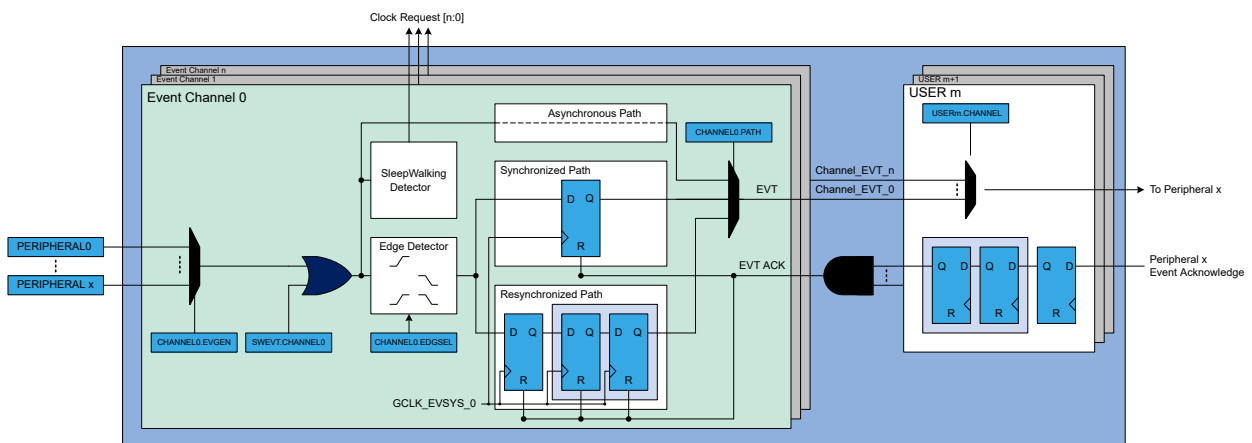 Clock Request [n:0]
Event Channel n
Event Channel 1
Event Channel 0
USER m+1
USER m
Asynchronous Path
CHANNEL0.PATH
USERm.CHANNEL
SleepWalking
Detector
Synchronized Path
D Q
R
EVT
Channel_EVT_n
Channel_EVT_0
To Peripheral x
PERIPHERAL0
PERIPHERAL x
Edge Detector
EVT ACK
Q D
R
Q D
R
Q D
R
Peripheral x
Event Acknowledge
Resynchronized Path
D Q
R
D Q
R
D Q
R
CHANNEL0.EVGEN
SWEVT.CHANNEL0
CHANNEL0.EDGSEL
GCLK_EVSYS_0